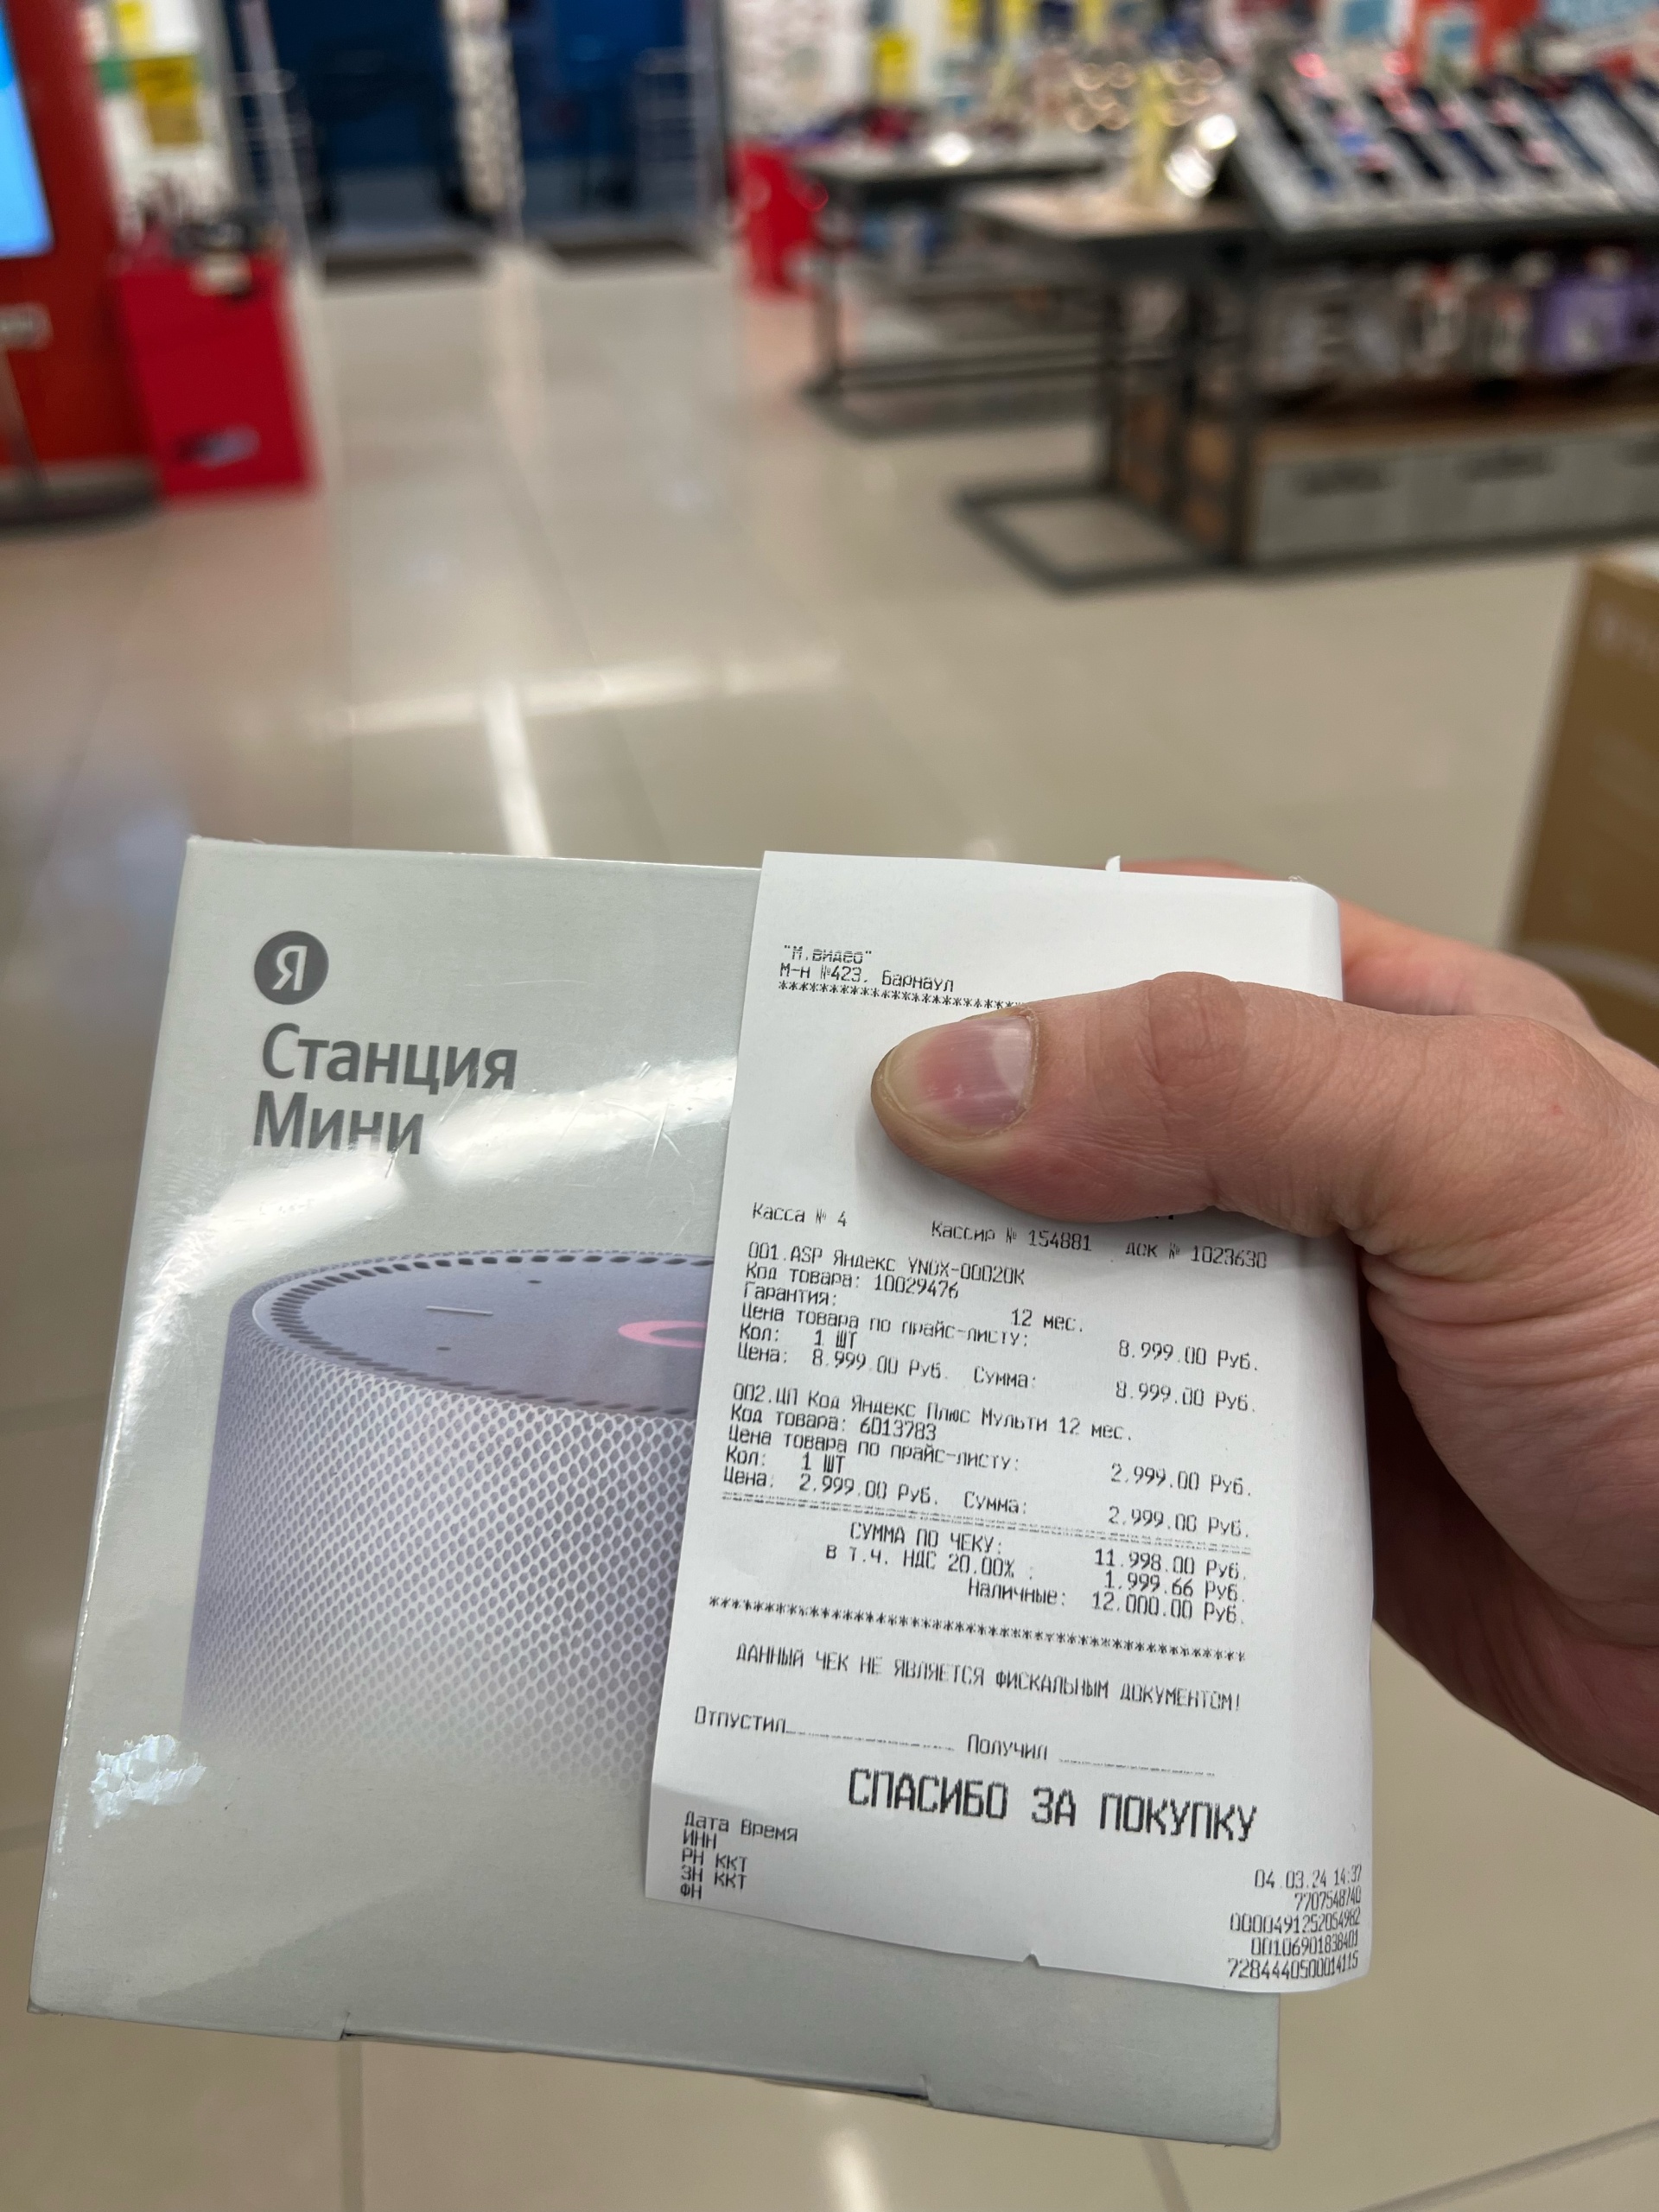 Я
Станция
Мини
"М.видео"
М-н №423, Барнаул
Касса № 4
Кассир № 154881 док № 1023630
001.ASP Яндекс YNDX-00020K
Код товара: 10029476
Гарантия: 12 мес.
Цена товара по прайс-листу: 8.999.00 Руб.
Кол: 1 ШТ
Цена: 8.999.00 Руб. Сумма: 8.999.00 Руб.
002.ЦП Код Яндекс Плюс Мульти 12 мес.
Код товара: 6013783
Цена товара по прайс-листу: 2.999.00 Руб.
Кол: 1 ШТ
Цена: 2.999.00 Руб. Сумма: 2.999.00 Руб.
СУММА ПО ЧЕКУ: 11.998.00 Руб.
в т.ч. НДС 20.00% : 1.999.66 Руб.
Наличные: 12.000.00 Руб.
ДАННЫЙ ЧЕК НЕ ЯВЛЯЕТСЯ ФИСКАЛЬНЫМ ДОКУМЕНТОМ!
Отпустил Получил
СПАСИБО ЗА ПОКУПКУ
Дата Время 04.03.24 14:37
ИНН 7707548740
РН ККТ 0000491252054982
ЗН ККТ 00106901838401
ФН 7284440500014115